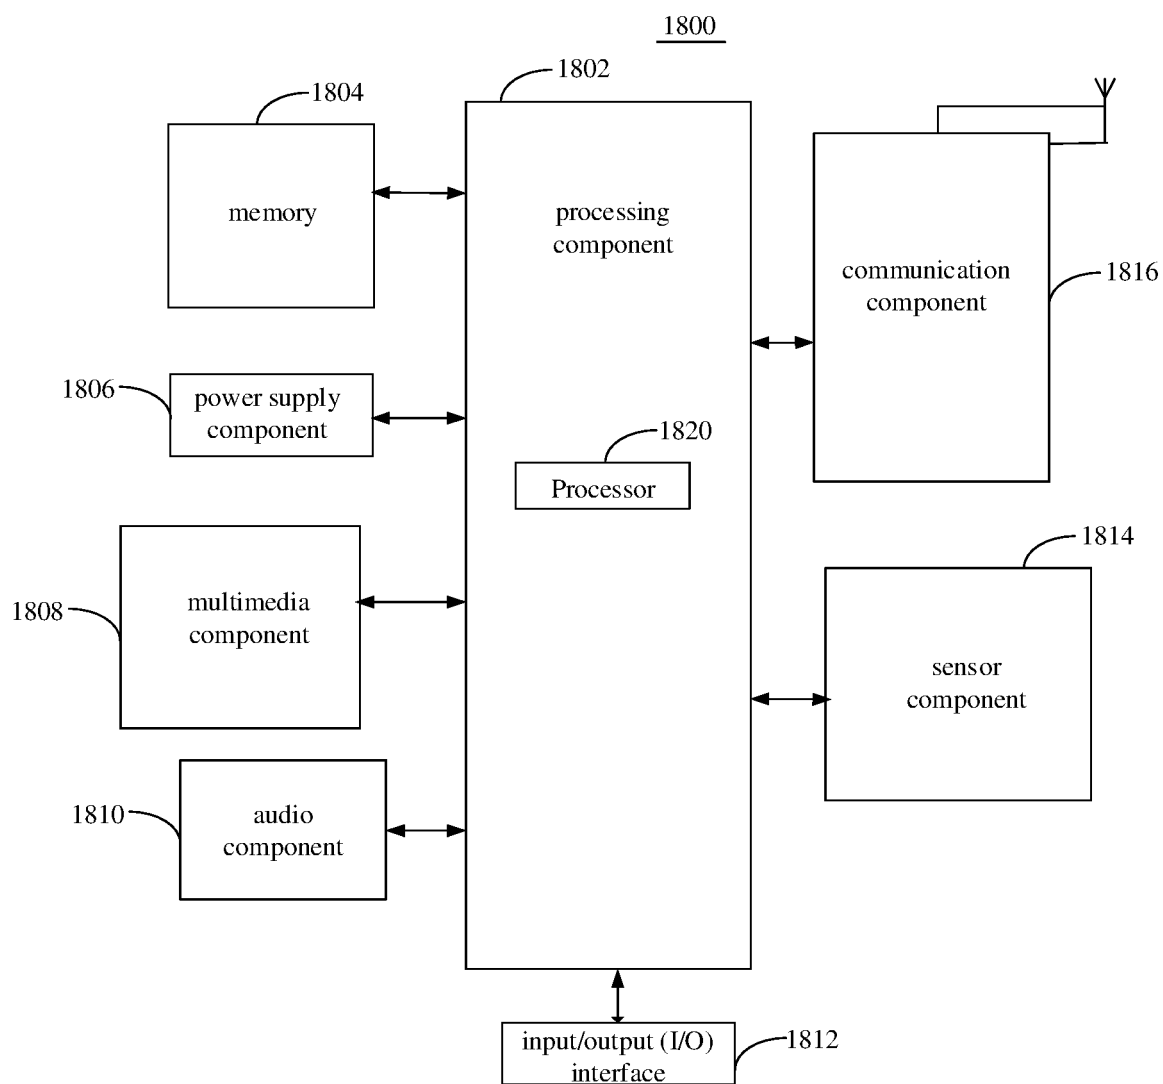 1800
1802
1804
memory
processing
component
communication
component
1816
1806
power supply
component
1820
Processor
1814
1808
multimedia
component
sensor
component
1810
audio
component
input/output (I/O)
interface
1812